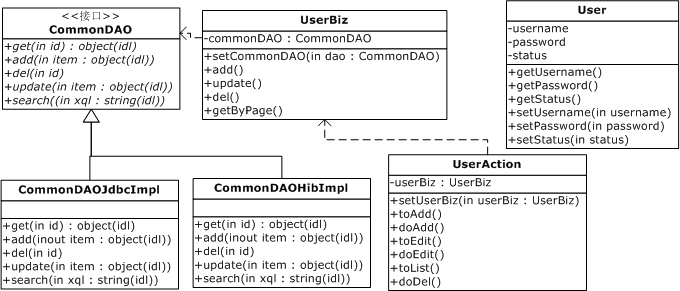 <<接口>>
CommonDAO
+get(in id) : object(idl)
+add(in item : object(idl))
+del(in id)
+update(in item : object(idl))
+search((in xql : string(idl))
UserBiz
-commonDAO : CommonDAO
+setCommonDAO(in dao : CommonDAO)
+add()
+update()
+del()
+getByPage()
User
-username
-password
-status
+getUsername()
+getPassword()
+getStatus()
+setUsername(in username)
+setPassword(in password)
+setStatus(in status)
CommonDAOJdbcImpl
+get(in id) : object(idl)
+add(inout item : object(idl))
+del(in id)
+update(in item : object(idl))
+search(in xql : string(idl))
CommonDAOHibImpl
+get(in id) : object(idl)
+add(inout item : object(idl))
+del(in id)
+update(in item : object(idl))
+search(in xql : string(idl))
UserAction
-userBiz : UserBiz
+setUserBiz(in userBiz : UserBiz)
+toAdd()
+doAdd()
+toEdit()
+doEdit()
+toList()
+doDel()